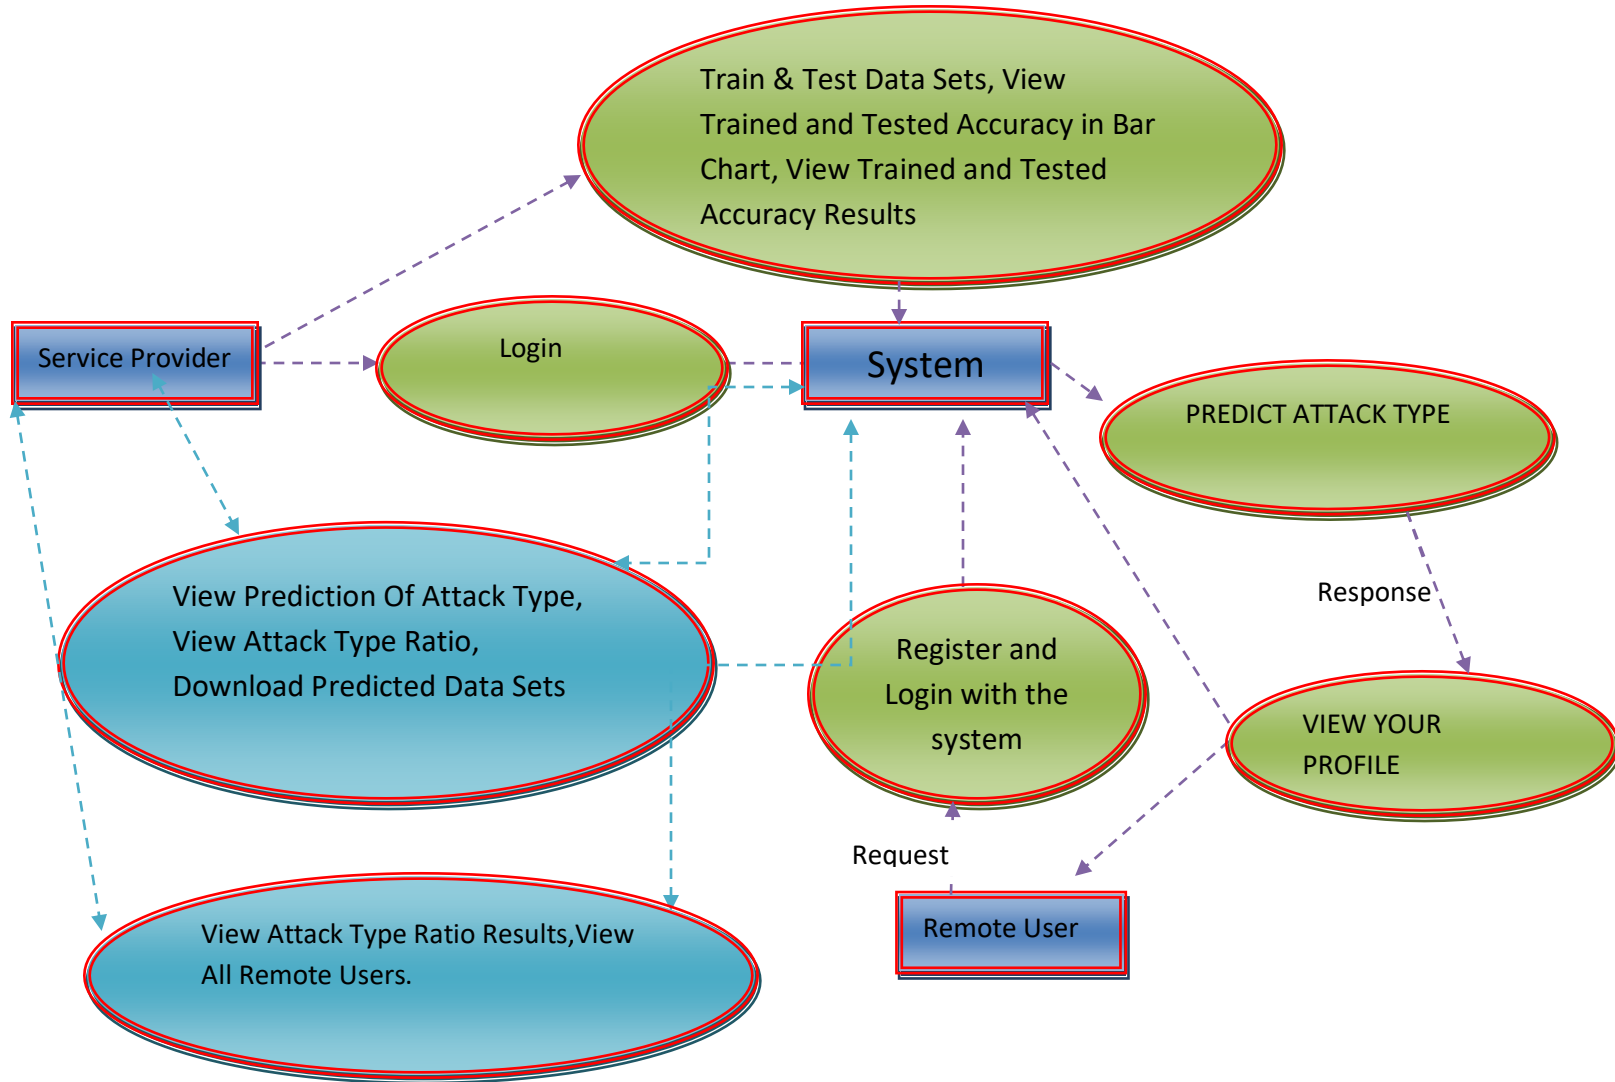 Train & Test Data Sets, View
Trained and Tested Accuracy in Bar
Chart, View Trained and Tested
Accuracy Results
Service Provider
Login
System
PREDICT ATTACK TYPE
View Prediction Of Attack Type,
View Attack Type Ratio,
Download Predicted Data Sets
Response
Register and
Login with the
system
VIEW YOUR
PROFILE
Request
Remote User
View Attack Type Ratio Results,View
All Remote Users.